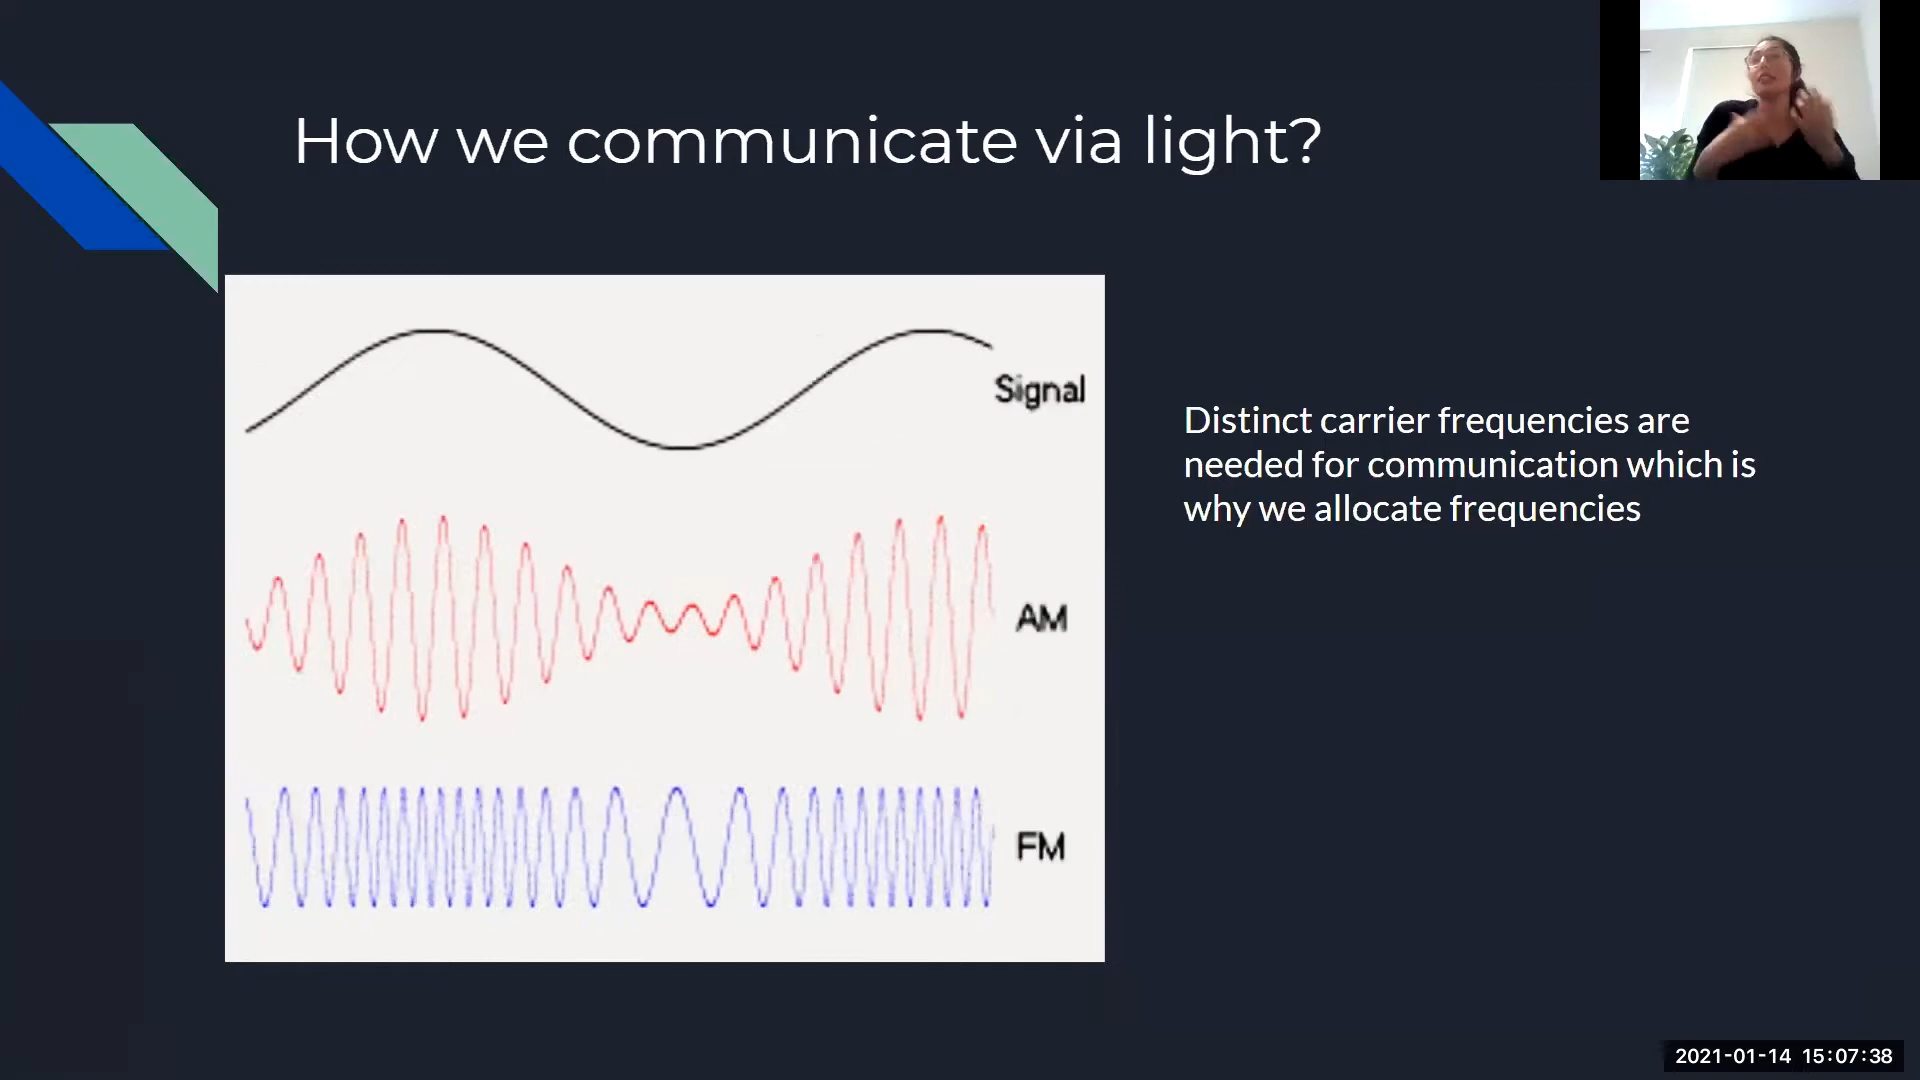 How we communicate via light?
Signal
Distinct carrier frequencies are
needed for communication which is
why we allocate frequencies
AM
FM
2021-01-14 15:07:38